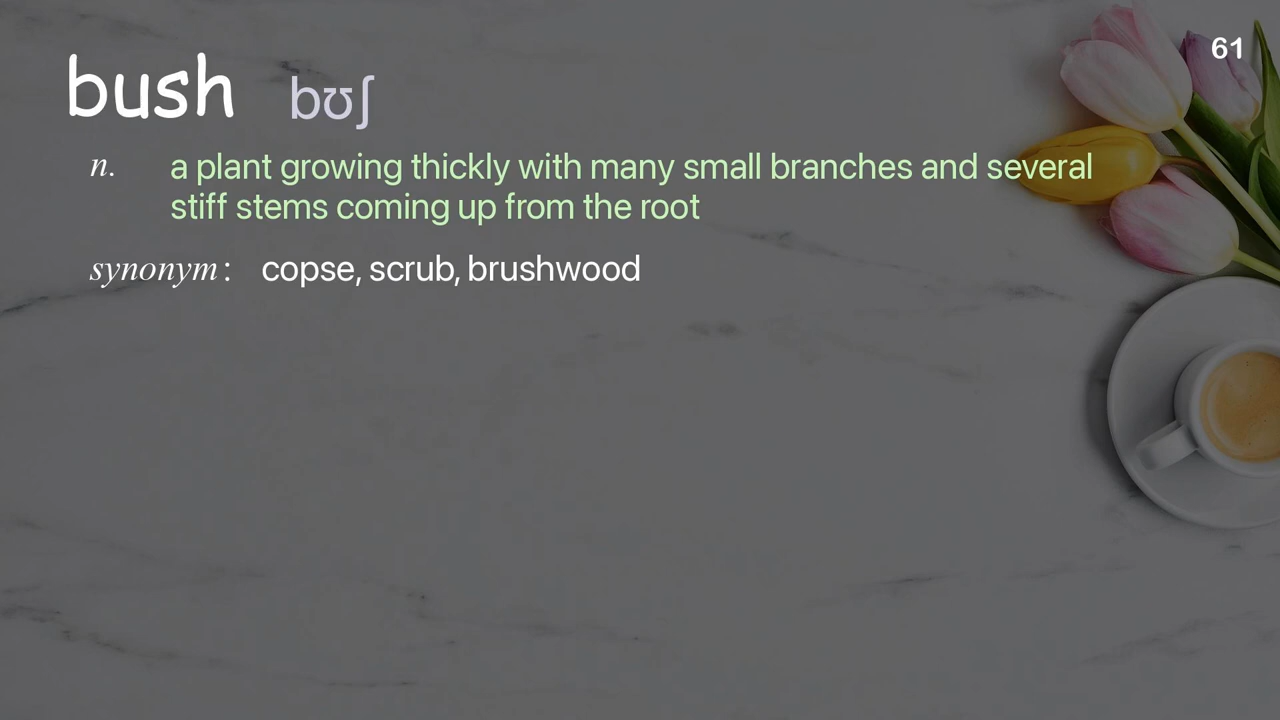 61
bush bʊʃ
n. a plant growing thickly with many small branches and several
stiff stems coming up from the root
synonym : copse, scrub, brushwood